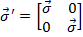 σ⃗ ′ = [σ⃗ 0
0 σ⃗]